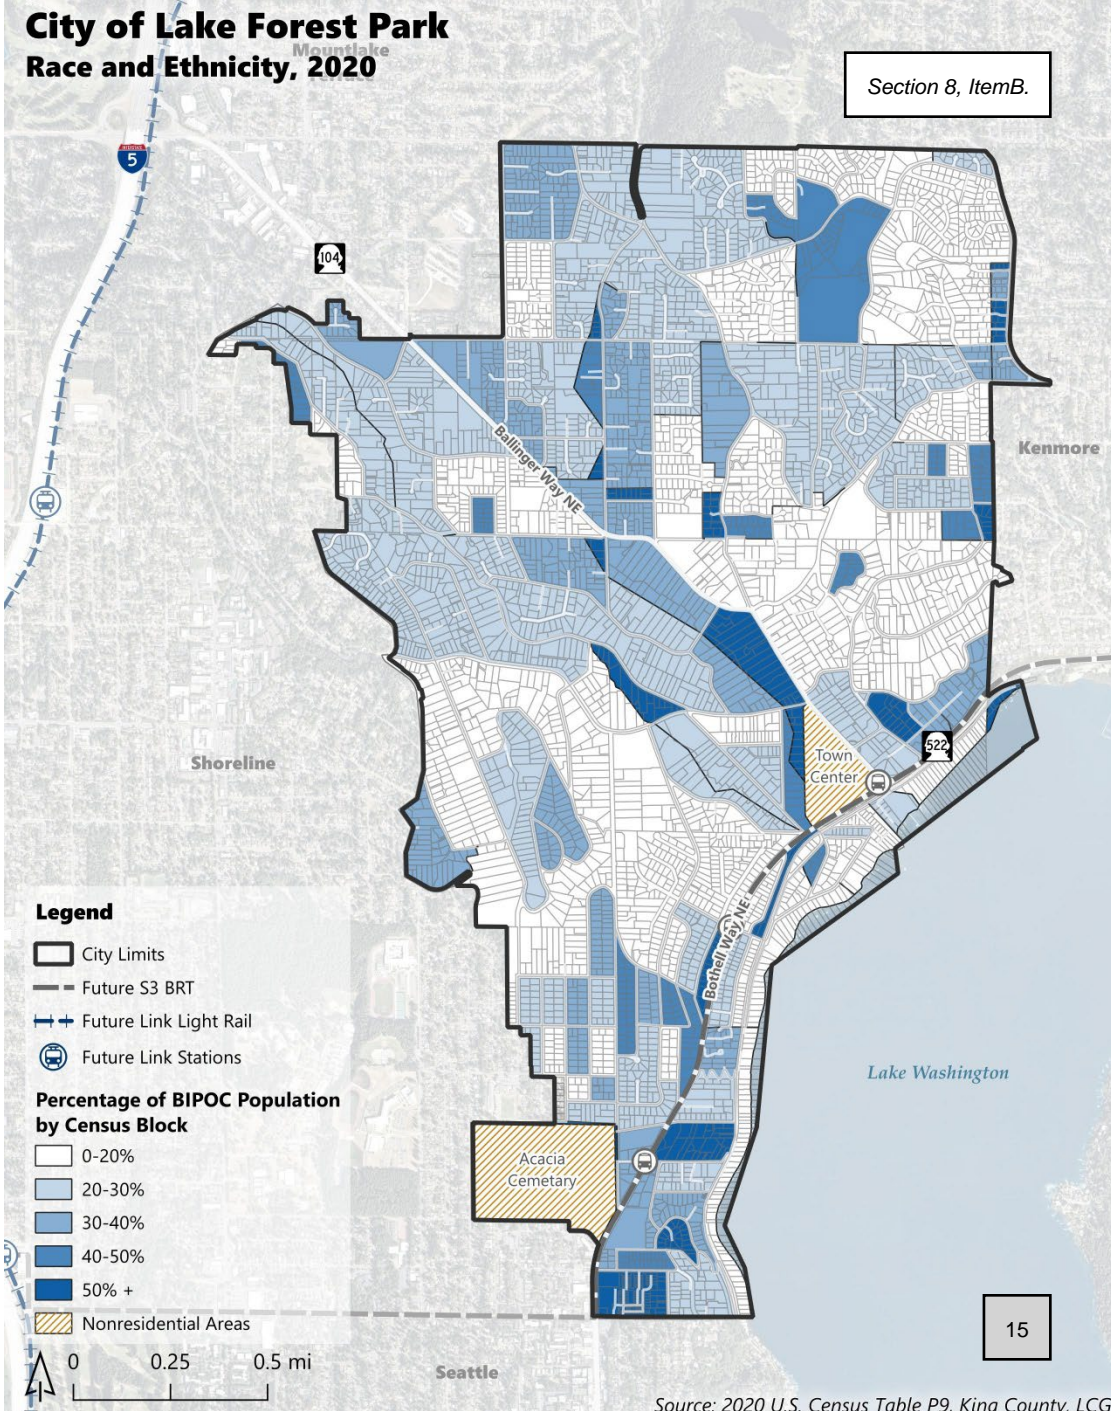 City of Lake Forest Park
Race and Ethnicity, 2020
Mountlake
Terrace
Section 8, ItemB.
INTERSTATE
5
104
Ballinger Way NE
Kenmore
Shoreline
Town
Center
522
Bothell Way NE
Lake Washington
Acacia
Cemetary
Legend
City Limits
Future S3 BRT
Future Link Light Rail
Future Link Stations
Percentage of BIPOC Population
by Census Block
0-20%
20-30%
30-40%
40-50%
50% +
Nonresidential Areas
0 0.25 0.5 mi
Seattle
15
Source: 2020 U.S. Census Table P9, King County, LCG